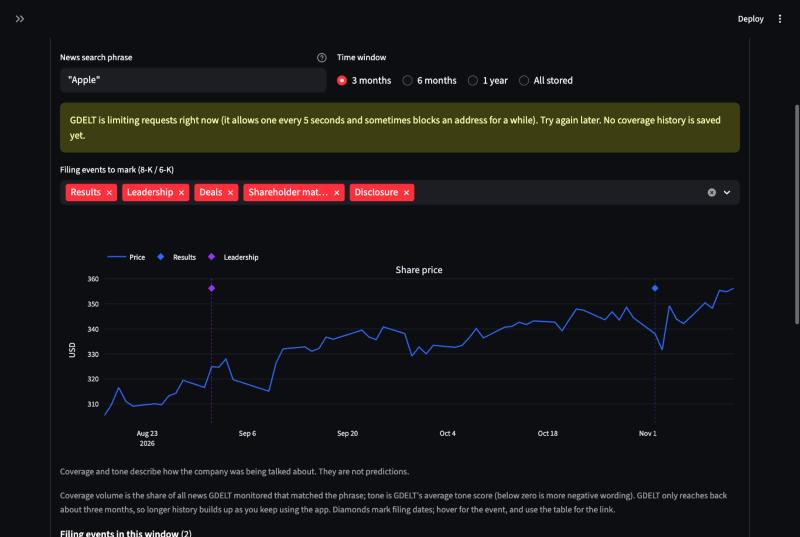 Deploy
News search phrase
Time window
"Apple"
3 months
6 months
1 year
All stored
GDELT is limiting requests right now (it allows one every 5 seconds and sometimes blocks an address for a while). Try again later. No coverage history is saved
yet.
Filing events to mark (8-K / 6-K)
Results
Leadership
Deals
Shareholder mat...
Disclosure
Price
Results
Leadership
Share price
USD
360
350
340
330
320
310
Aug 23
2026
Sep 6
Sep 20
Oct 4
Oct 18
Nov 1
Coverage and tone describe how the company was being talked about. They are not predictions.
Coverage volume is the share of all news GDELT monitored that matched the phrase; tone is GDELT's average tone score (below zero is more negative wording). GDELT only reaches back
about three months, so longer history builds up as you keep using the app. Diamonds mark filing dates; hover for the event, and use the table for the link.
Filing events in this window (2)